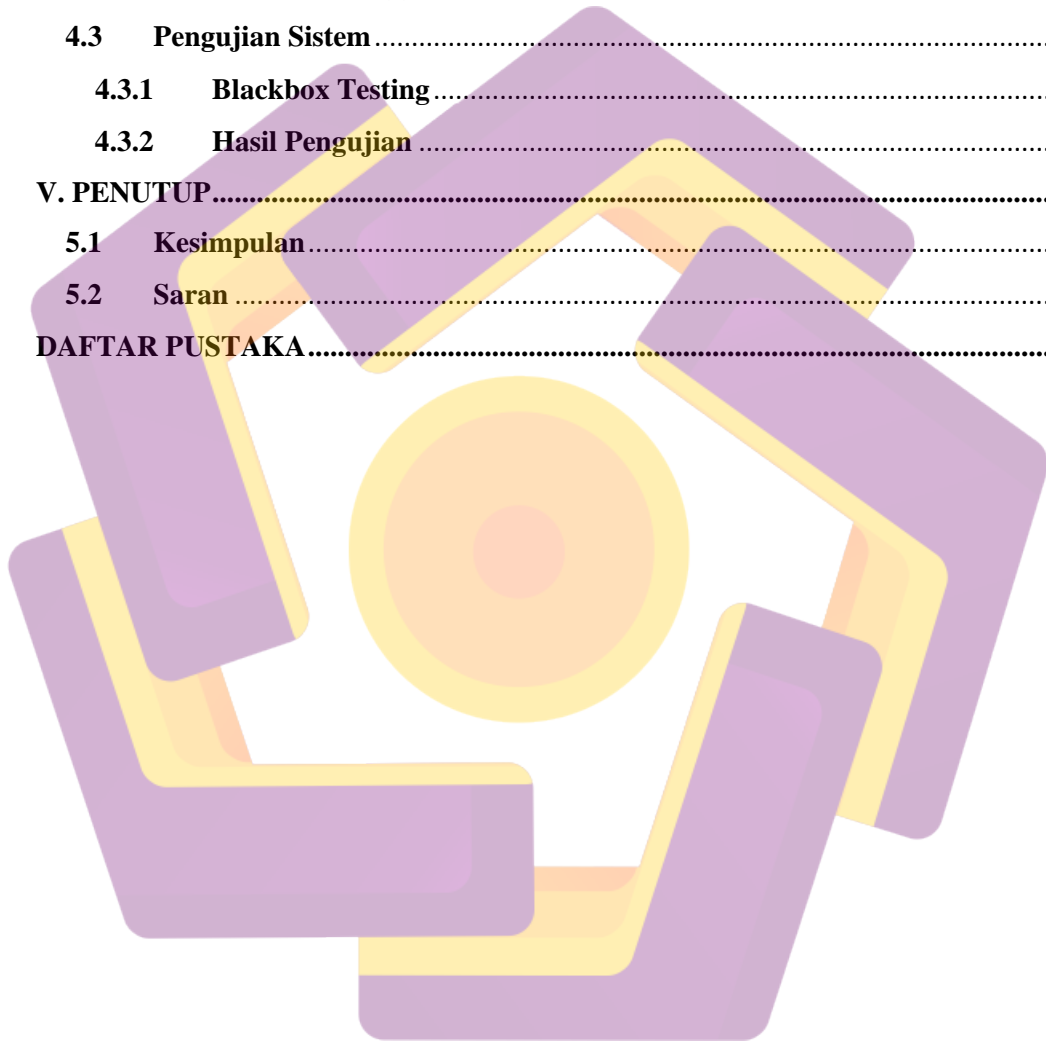 4.3 Pengujian Sistem ........................................................................
4.3.1 Blackbox Testing ........................................................................
4.3.2 Hasil Pengujian ........................................................................
V. PENUTUP ........................................................................
5.1 Kesimpulan ........................................................................
5.2 Saran ........................................................................
DAFTAR PUSTAKA ........................................................................